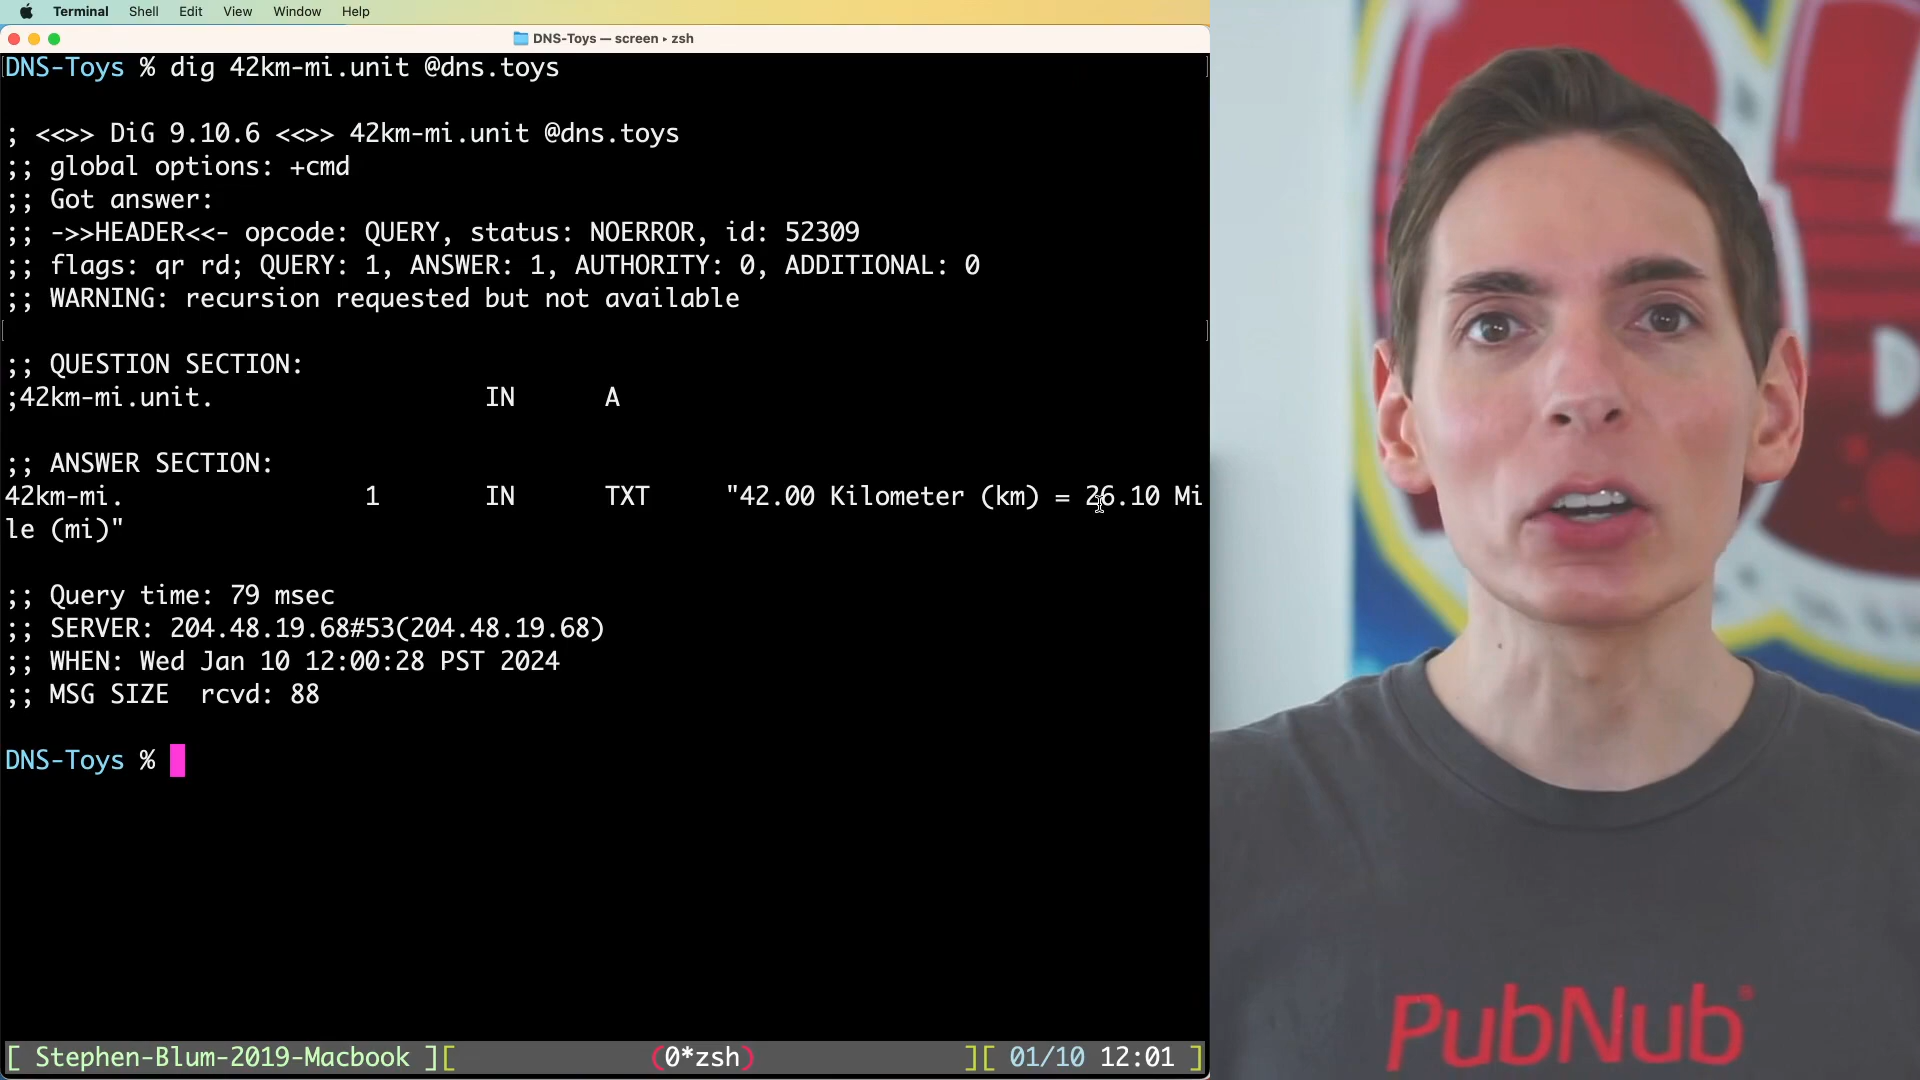 Terminal Shell Edit View Window Help
DNS-Toys — screen ▸ zsh
DNS-Toys % dig 42km-mi.unit @dns.toys
; <<>> DiG 9.10.6 <<>> 42km-mi.unit @dns.toys
;; global options: +cmd
;; Got answer:
;; ->>HEADER<<- opcode: QUERY, status: NOERROR, id: 52309
;; flags: qr rd; QUERY: 1, ANSWER: 1, AUTHORITY: 0, ADDITIONAL: 0
;; WARNING: recursion requested but not available
;; QUESTION SECTION:
;42km-mi.unit. IN A
;; ANSWER SECTION:
42km-mi. 1 IN TXT "42.00 Kilometer (km) = 26.10 Mi
le (mi)"
;; Query time: 79 msec
;; SERVER: 204.48.19.68#53(204.48.19.68)
;; WHEN: Wed Jan 10 12:00:28 PST 2024
;; MSG SIZE rcvd: 88
DNS-Toys %
[ Stephen-Blum-2019-Macbook ][ (0*zsh) ][ 01/10 12:01 ]
PubNub®